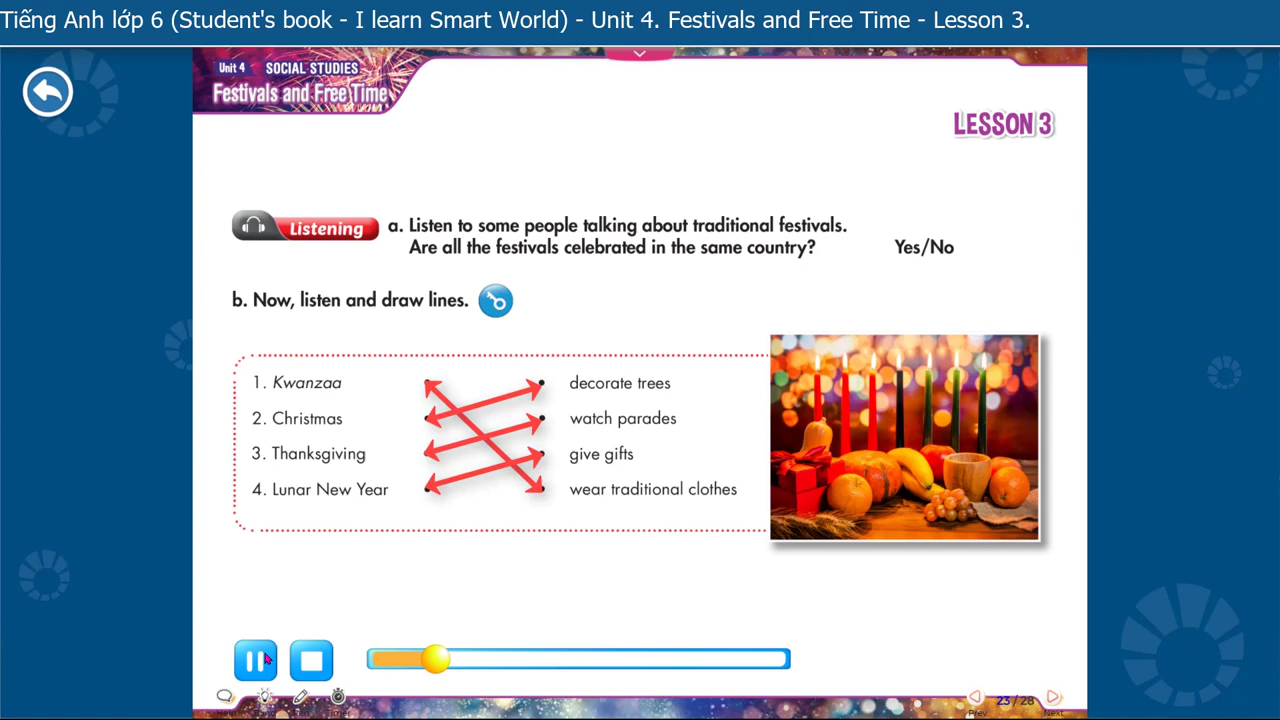 Tiếng Anh lớp 6 (Student's book - I learn Smart World) - Unit 4. Festivals and Free Time - Lesson 3.
Unit 4 SOCIAL STUDIES
Festivals and Free Time
LESSON 3
Listening a. Listen to some people talking about traditional festivals.
Are all the festivals celebrated in the same country? Yes/No
b. Now, listen and draw lines.
1. Kwanzaa decorate trees
2. Christmas watch parades
3. Thanksgiving give gifts
4. Lunar New Year wear traditional clothes
23 / 28
Prev Next